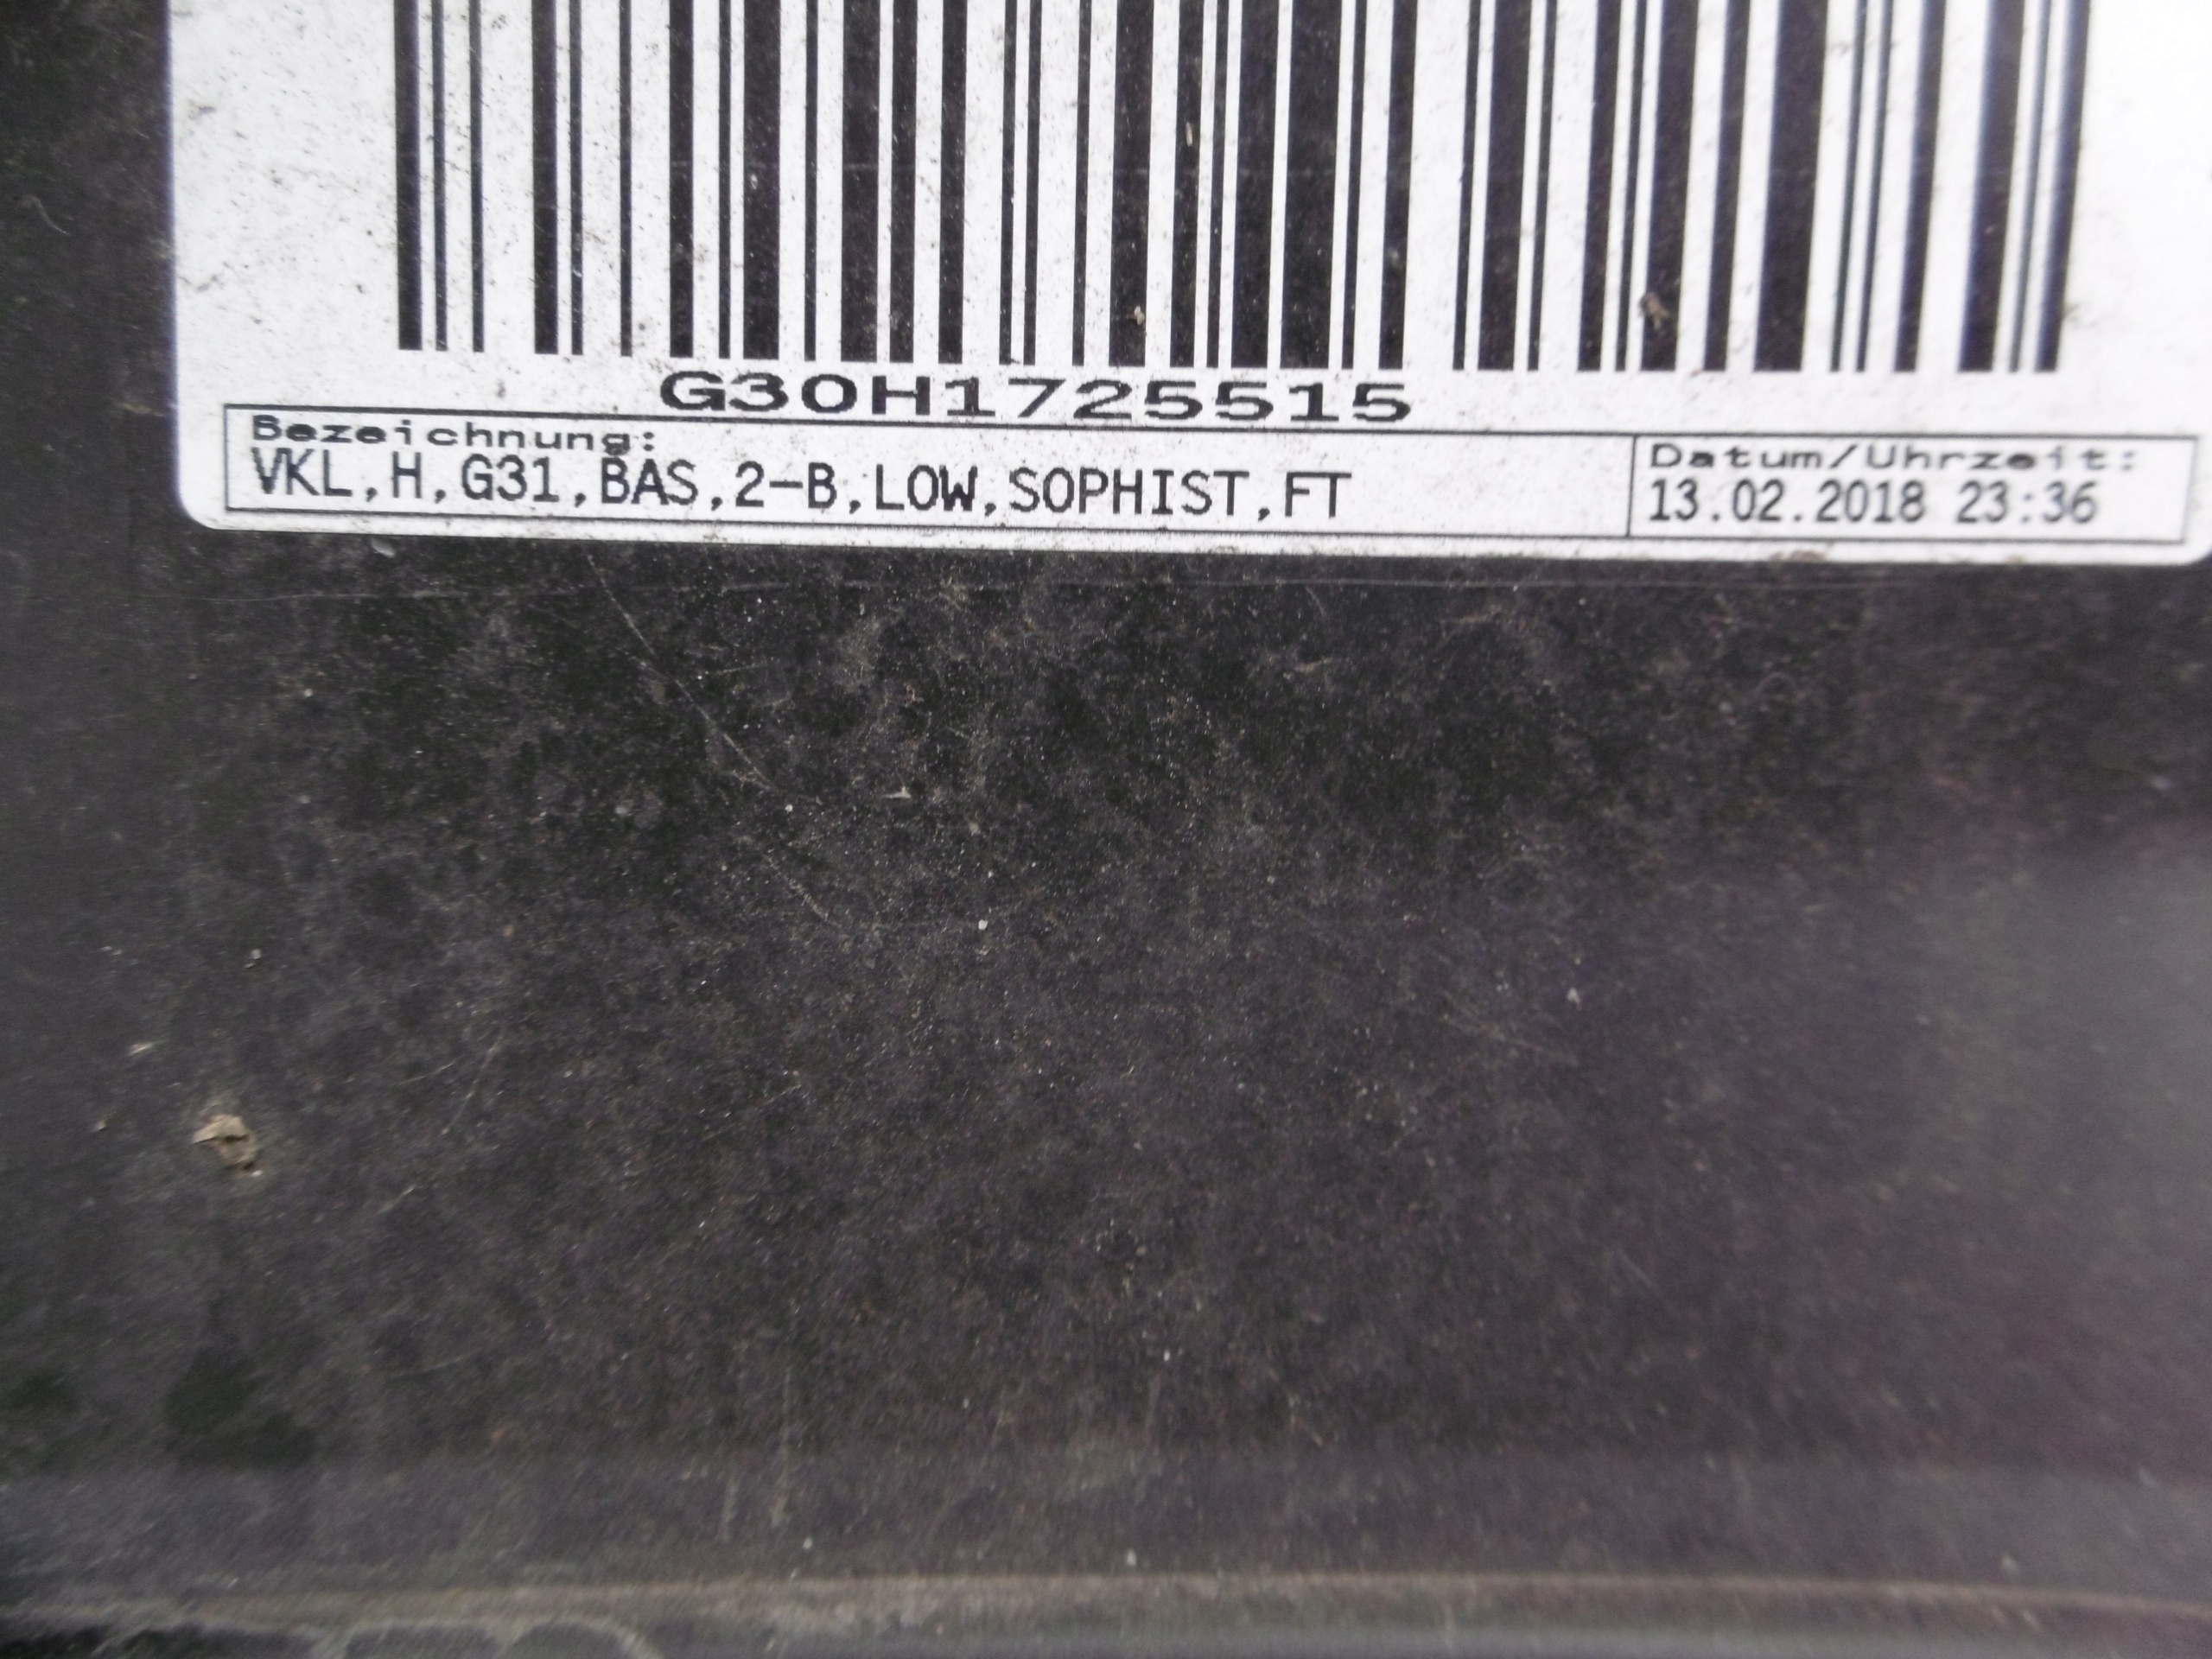 G30H1725515
Bezeichnung:
VKL,H,G31,BAS,2-B,LOW,SOPHIST,FT
Datum/Uhrzeit:
13.02.2018 23:36